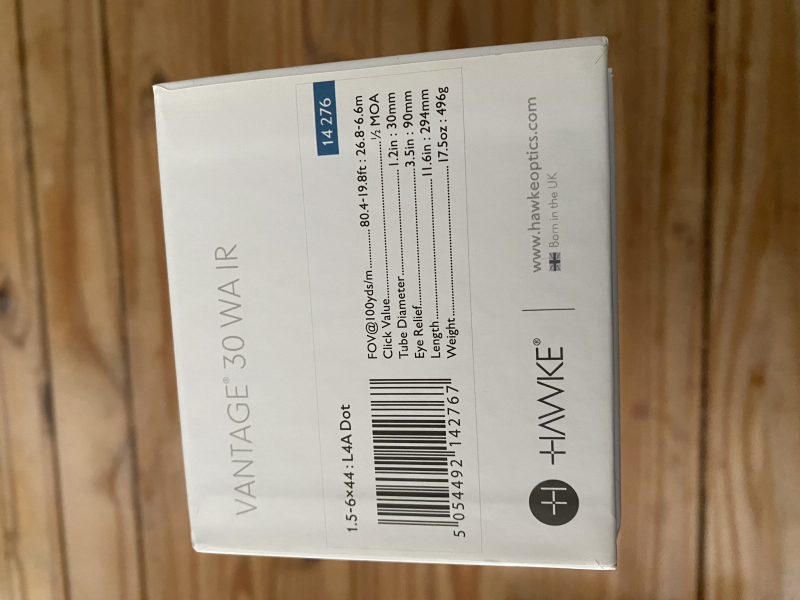 VANTAGE® 30 WA IR
14 276
1.5-6×44 : L4A Dot
FOV@100yds/m.............. 80.4-19.8ft : 26.8-6.6m
Click Value.......................................½ MOA
Tube Diameter............................1.2in : 30mm
Eye Relief...................................3.5in : 90mm
Length....................................11.6in : 294mm
Weight....................................17.5oz : 496g
5 054492 142767
HAWKE®
www.hawkeoptics.com
Born in the UK